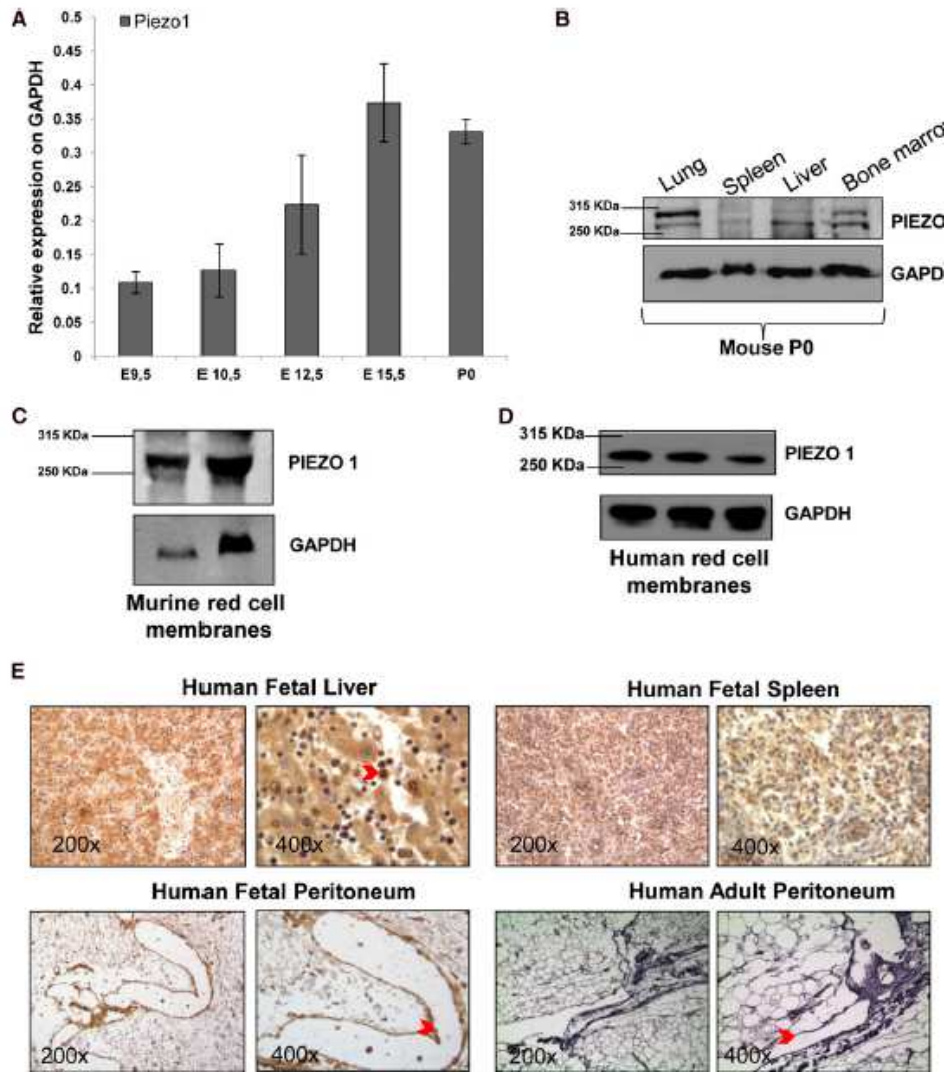 A
Relative expression on GAPDH
0.5
0.45
0.4
0.35
0.3
0.25
0.2
0.15
0.1
0.05
0
Piezo1
E9,5
E 10,5
E 12,5
E 15,5
P0
B
Lung
Spleen
Liver
Bone marro
315 KDa
250 KDa
PIEZO
GAPD
Mouse P0
C
315 KDa
250 KDa
PIEZO 1
GAPDH
Murine red cell
membranes
D
315 KDa
250 KDa
PIEZO 1
GAPDH
Human red cell
membranes
E
Human Fetal Liver
200x
400x
Human Fetal Spleen
200x
400x
Human Fetal Peritoneum
200x
400x
Human Adult Peritoneum
200x
400x